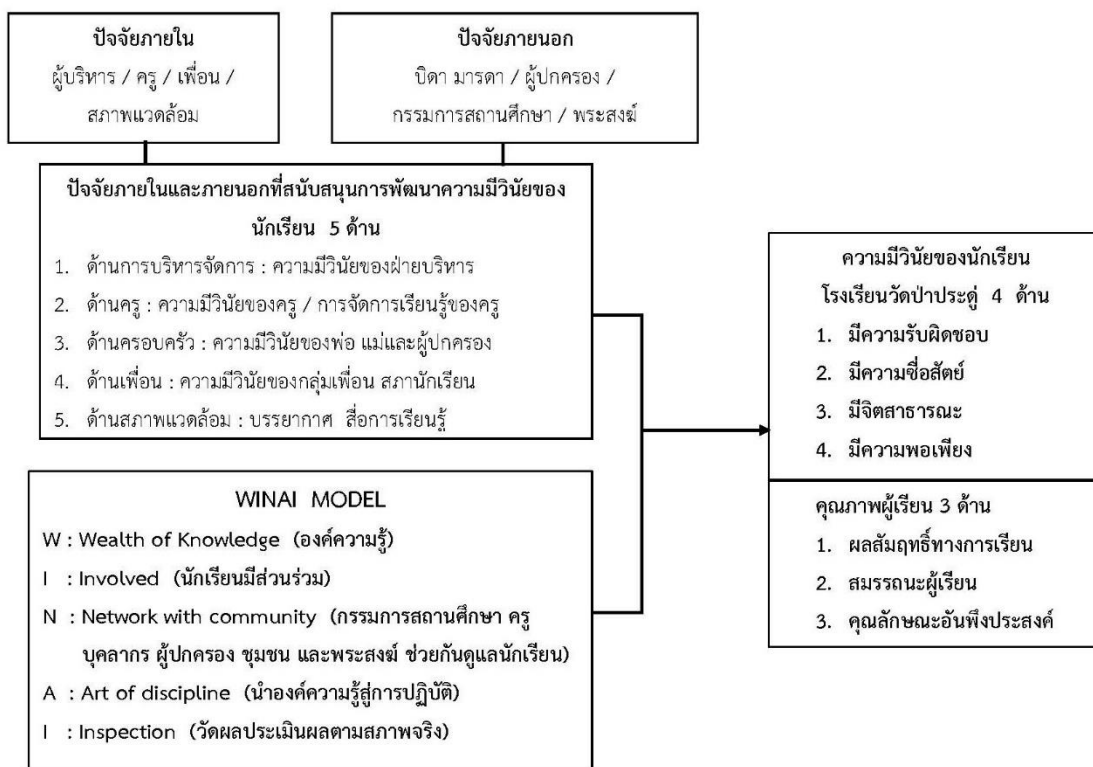 ปัจจัยภายใน
ผู้บริหาร / ครู / เพื่อน /
สภาพแวดล้อม
ปัจจัยภายนอก
บิดา มารดา / ผู้ปกครอง /
กรรมการสถานศึกษา / พระสงฆ์
ปัจจัยภายในและภายนอกที่สนับสนุนการพัฒนาความมีวินัยของ
นักเรียน 5 ด้าน
1. ด้านการบริหารจัดการ : ความมีวินัยของฝ่ายบริหาร
2. ด้านครู : ความมีวินัยของครู / การจัดการเรียนรู้ของครู
3. ด้านครอบครัว : ความมีวินัยของพ่อ แม่และผู้ปกครอง
4. ด้านเพื่อน : ความมีวินัยของกลุ่มเพื่อน สภานักเรียน
5. ด้านสภาพแวดล้อม : บรรยากาศ สื่อการเรียนรู้
WINAI MODEL
W : Wealth of Knowledge (องค์ความรู้)
I : Involved (นักเรียนมีส่วนร่วม)
N : Network with community (กรรมการสถานศึกษา ครู
บุคลากร ผู้ปกครอง ชุมชน และพระสงฆ์ ช่วยกันดูแลนักเรียน)
A : Art of discipline (นำองค์ความรู้สู่การปฏิบัติ)
I : Inspection (วัดผลประเมินผลตามสภาพจริง)
ความมีวินัยของนักเรียน
โรงเรียนวัดป่าประดู่ 4 ด้าน
1. มีความรับผิดชอบ
2. มีความซื่อสัตย์
3. มีจิตสาธารณะ
4. มีความพอเพียง
คุณภาพผู้เรียน 3 ด้าน
1. ผลสัมฤทธิ์ทางการเรียน
2. สมรรถนะผู้เรียน
3. คุณลักษณะอันพึงประสงค์